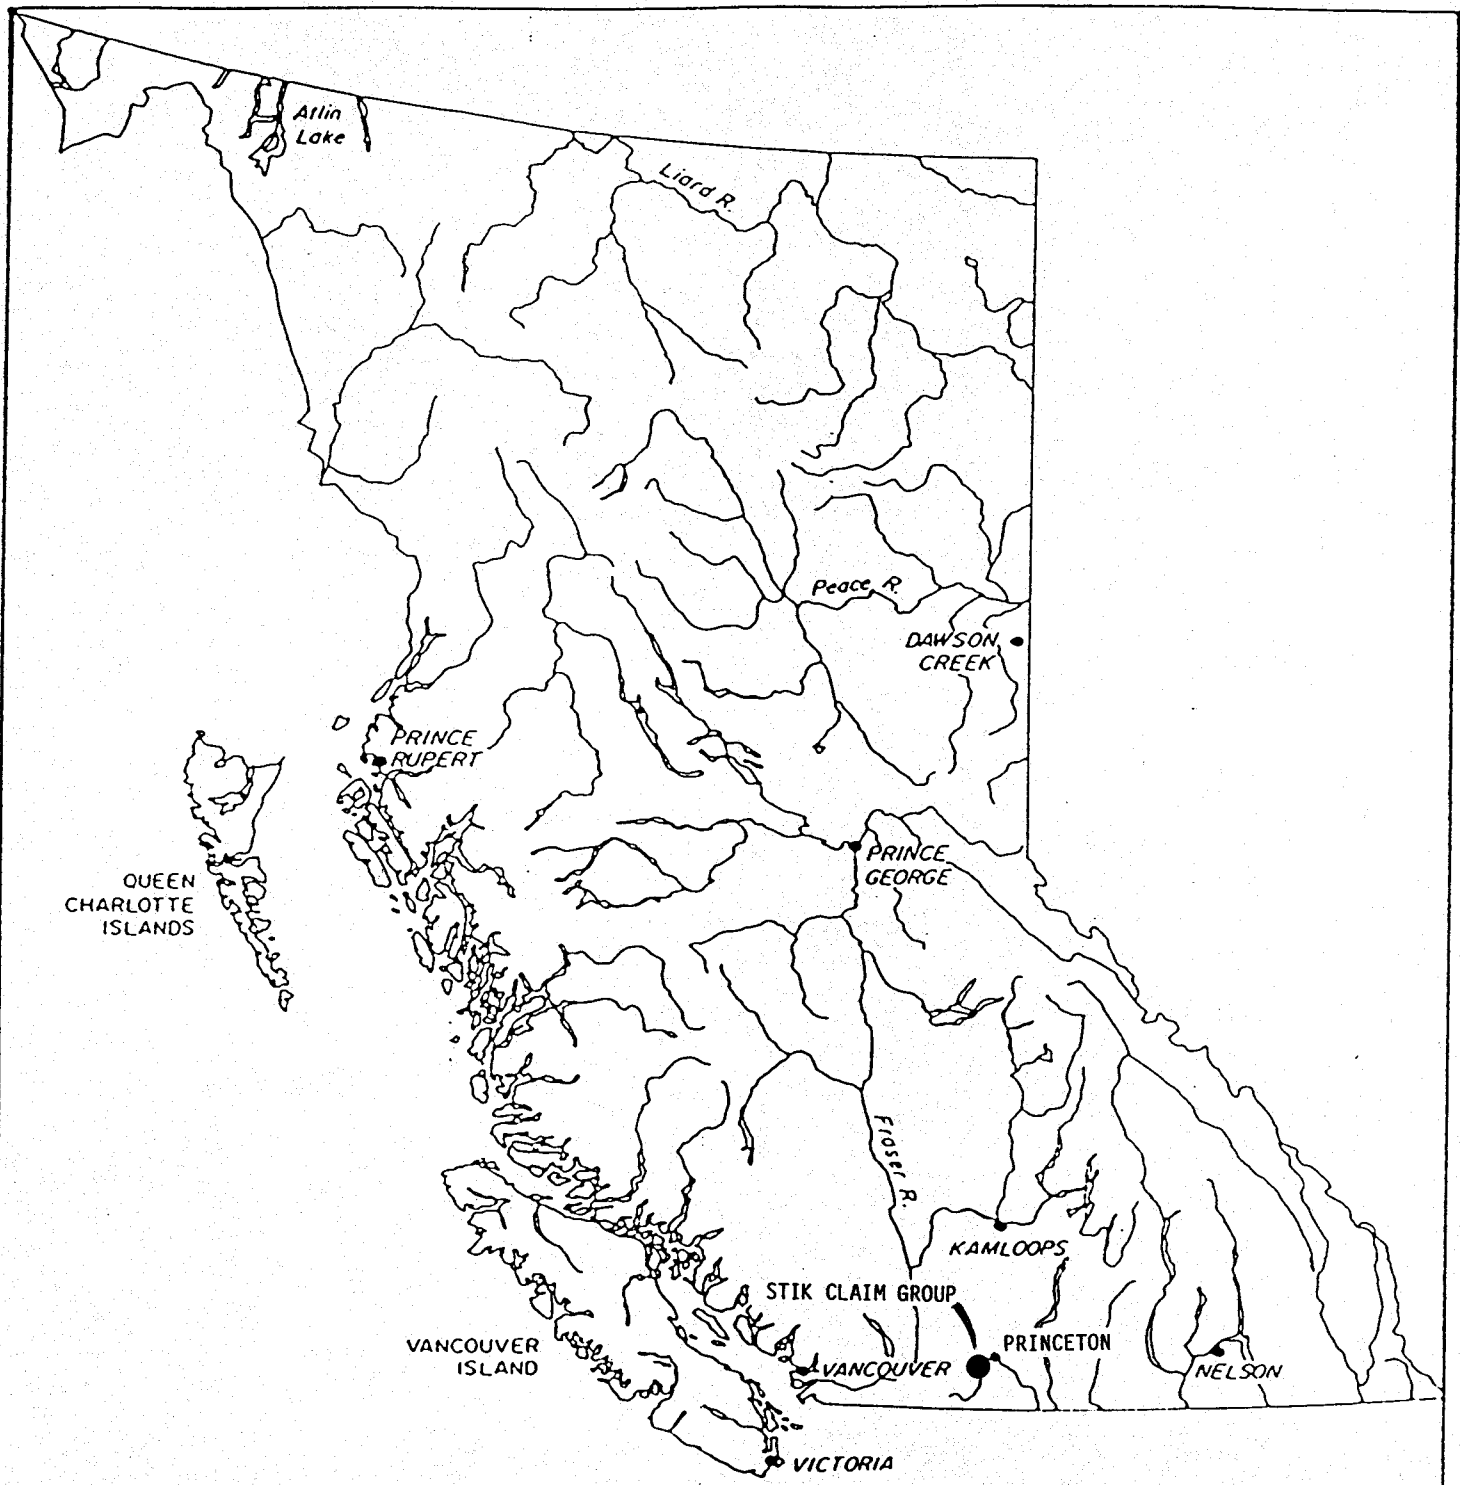 Atlin
Lake
Liard R.
Peace R.
DAWSON
CREEK
PRINCE
RUPERT
PRINCE
GEORGE
QUEEN
CHARLOTTE
ISLANDS
Fraser R.
KAMLOOPS
STIK CLAIM GROUP
PRINCETON
VANCOUVER
ISLAND
VANCOUVER
NELSON
VICTORIA